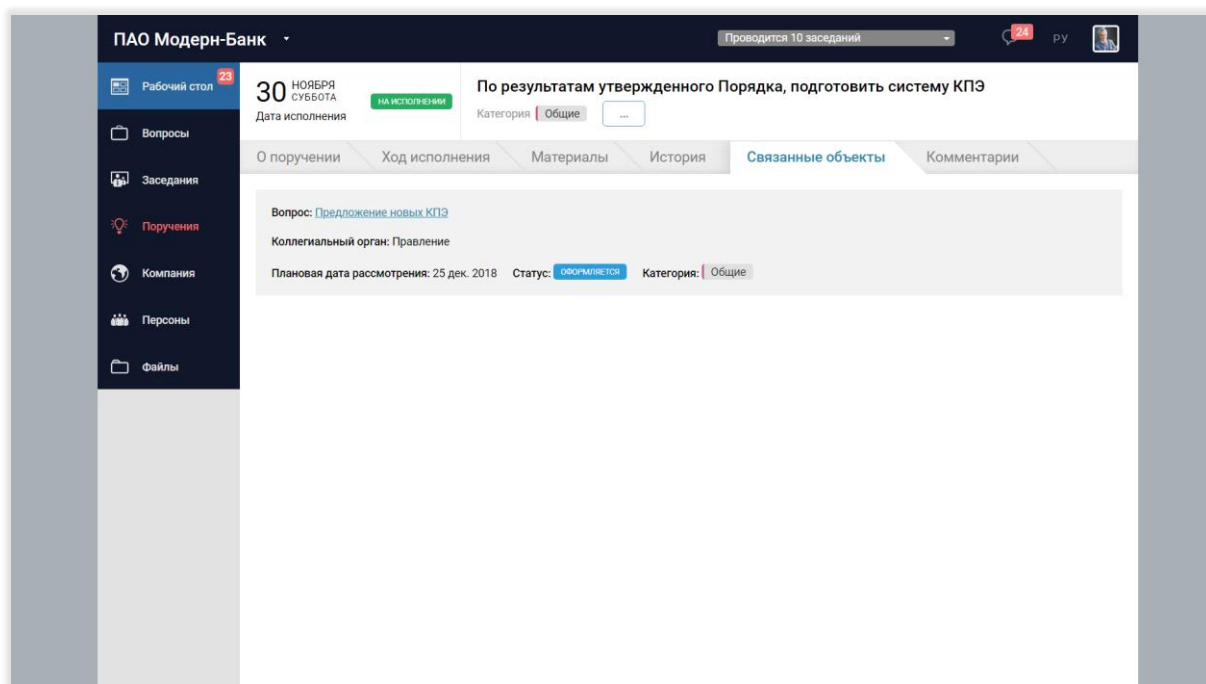 ПАО Модерн-Банк
Проводится 10 заседаний
24
РУ
Рабочий стол 23
Вопросы
Заседания
Поручения
Компания
Персоны
Файлы
30 НОЯБРЯ СУББОТА
Дата исполнения
НА ИСПОЛНЕНИИ
По результатам утвержденного Порядка, подготовить систему КПЭ
Категория Общие ...
О поручении Ход исполнения Материалы История Связанные объекты Комментарии
Вопрос: Предложение новых КПЭ
Коллегиальный орган: Правление
Плановая дата рассмотрения: 25 дек. 2018 Статус: ОФОРМЛЯЕТСЯ Категория: Общие